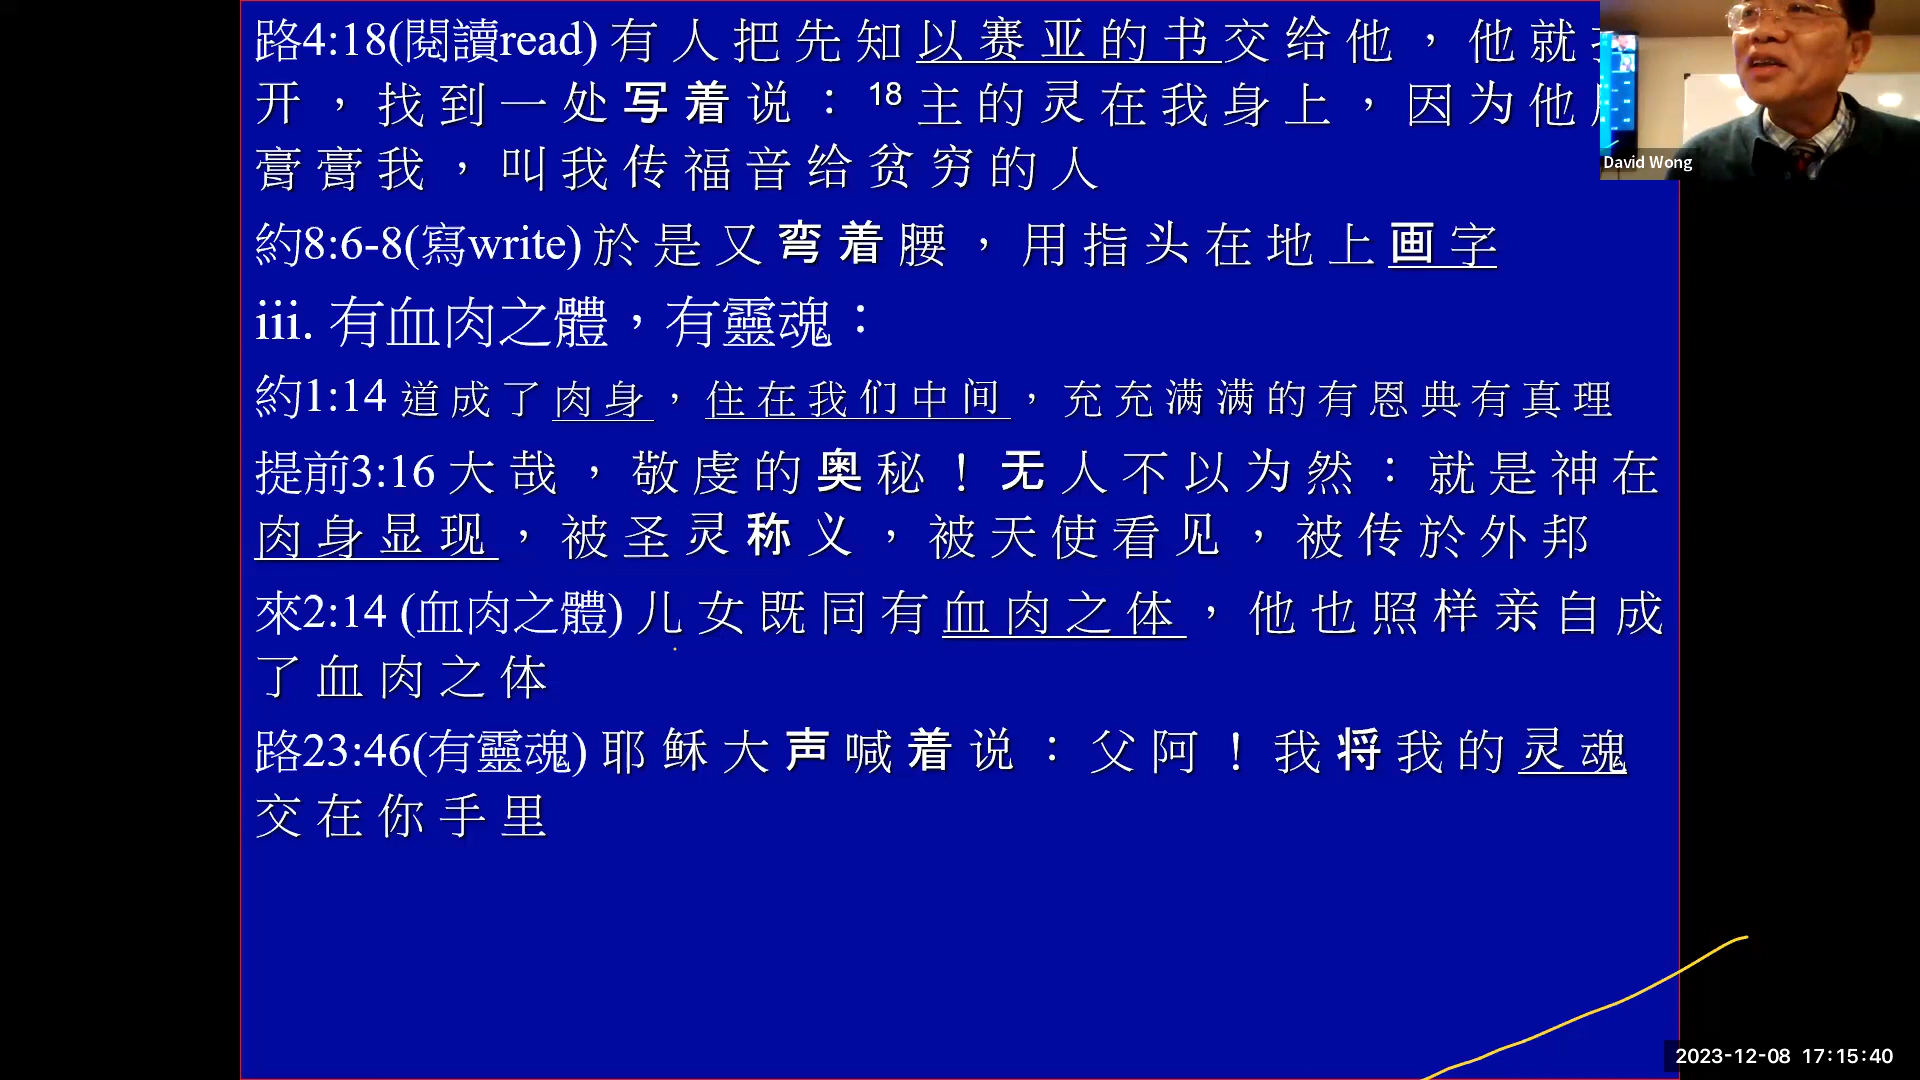 路4:18(閱讀read) 有 人 把 先 知 以 赛 亚 的 书 交 给 他 ， 他 就
开 ， 找 到 一 处 写 着 说 ： 18 主 的 灵 在 我 身 上 ， 因 为 他
膏 膏 我 ， 叫 我 传 福 音 给 贫 穷 的 人
約8:6-8(寫write) 於 是 又 弯 着 腰 ， 用 指 头 在 地 上 画 字
iii. 有血肉之體，有靈魂：
約1:14 道 成 了 肉 身 ， 住 在 我 们 中 间 ， 充 充 满 满 的 有 恩 典 有 真 理
提前3:16 大 哉 ， 敬 虔 的 奥 秘 ！ 无 人 不 以 为 然 ： 就 是 神 在
肉 身 显 现 ， 被 圣 灵 称 义 ， 被 天 使 看 见 ， 被 传 於 外 邦
來2:14 (血肉之體) 儿 女 既 同 有 血 肉 之 体 ， 他 也 照 样 亲 自 成
了 血 肉 之 体
路23:46(有靈魂) 耶 稣 大 声 喊 着 说 ： 父 阿 ！ 我 将 我 的 灵 魂
交 在 你 手 里
David Wong
2023-12-08 17:15:40